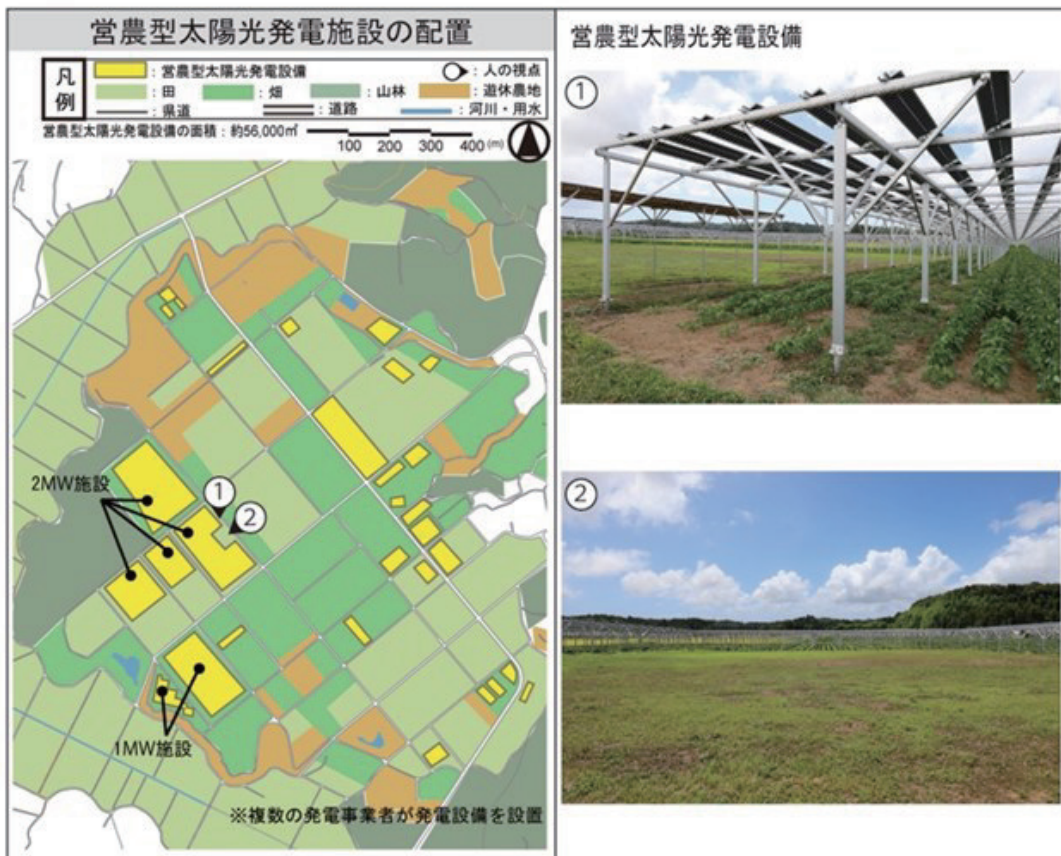 営農型太陽光発電施設の配置
凡例
：営農型太陽光発電設備
：人の視点
：田
：畑
：山林
：遊休農地
：県道
：道路
：河川・用水
営農型太陽光発電設備の面積：約56,000㎡
100 200 300 400 (m)
2MW施設
①
②
1MW施設
※複数の発電事業者が発電設備を設置
営農型太陽光発電設備
①
②